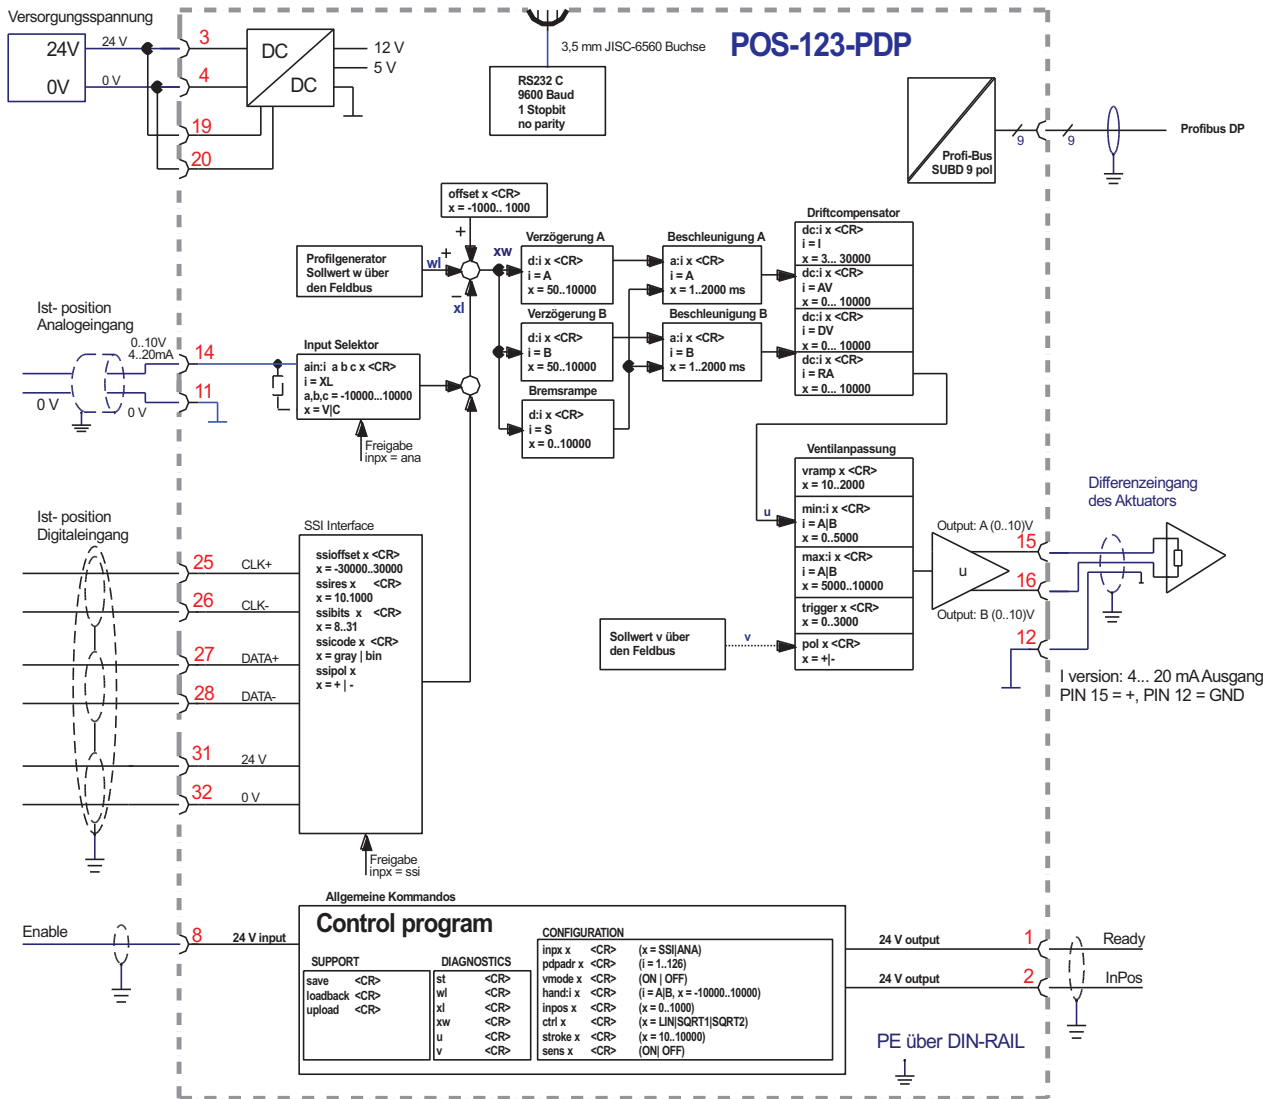 Versorgungsspannung
24V
24 V
3
0V
0 V
4
19
20
DC
DC
12 V
5 V
3,5 mm JISC-6560 Buchse
RS232 C
9600 Baud
1 Stopbit
no parity
POS-123-PDP
Profi-Bus
SUBD 9 pol
9
9
Profibus DP
offset x <CR>
x = -1000.. 1000
+
Profilgenerator
Sollwert w über
den Feldbus
wl
+
xw
−
xl
Verzögerung A
d:i x <CR>
i = A
x = 50..10000
Verzögerung B
d:i x <CR>
i = B
x = 50..10000
Bremsrampe
d:i x <CR>
i = S
x = 0..10000
Beschleunigung A
a:i x <CR>
i = A
x = 1..2000 ms
Beschleunigung B
a:i x <CR>
i = B
x = 1..2000 ms
Driftcompensator
dc:i x <CR>
i = I
x = 3... 30000
dc:i x <CR>
i = AV
x = 0... 10000
dc:i x <CR>
i = DV
x = 0... 10000
dc:i x <CR>
i = RA
x = 0... 10000
Ist- position
Analogeingang
0..10V
4..20mA
14
0 V
0 V
11
Input Selektor
ain:i a b c x <CR>
i = XL
a,b,c = -10000...10000
x = V|C
Freigabe
inpx = ana
Ventilanpassung
vramp x <CR>
x = 10..2000
min:i x <CR>
i = A|B
x = 0..5000
max:i x <CR>
i = A|B
x = 5000..10000
trigger x <CR>
x = 0..3000
pol x <CR>
x = +|-
u
Sollwert v über
den Feldbus
v
u
Output: A (0..10)V
15
16
Output: B (0..10)V
12
Differenzeingang
des Aktuators
I version: 4... 20 mA Ausgang
PIN 15 = +, PIN 12 = GND
Ist- position
Digitaleingang
25
CLK+
26
CLK-
27
DATA+
28
DATA-
31
24 V
32
0 V
SSI Interface
ssioffset x <CR>
x = -30000..30000
ssires x <CR>
x = 10.1000
ssibits x <CR>
x = 8..31
ssicode x <CR>
x = gray | bin
ssipol x
x = + | -
Freigabe
inpx = ssi
Enable
8
24 V input
Allgemeine Kommandos
Control program
SUPPORT
save <CR>
loadback <CR>
upload <CR>
DIAGNOSTICS
st <CR>
wl <CR>
xl <CR>
xw <CR>
u <CR>
v <CR>
CONFIGURATION
inpx x <CR> (x = SSI|ANA)
pdpadr x <CR> (i = 1..126)
vmode x <CR> (ON | OFF)
hand:i x <CR> (i = A|B, x = -10000..10000)
inpos x <CR> (x = 0..1000)
ctrl x <CR> (x = LIN|SQRT1|SQRT2)
stroke x <CR> (x = 10..10000)
sens x <CR> (ON| OFF)
24 V output
1
Ready
24 V output
2
InPos
PE über DIN-RAIL